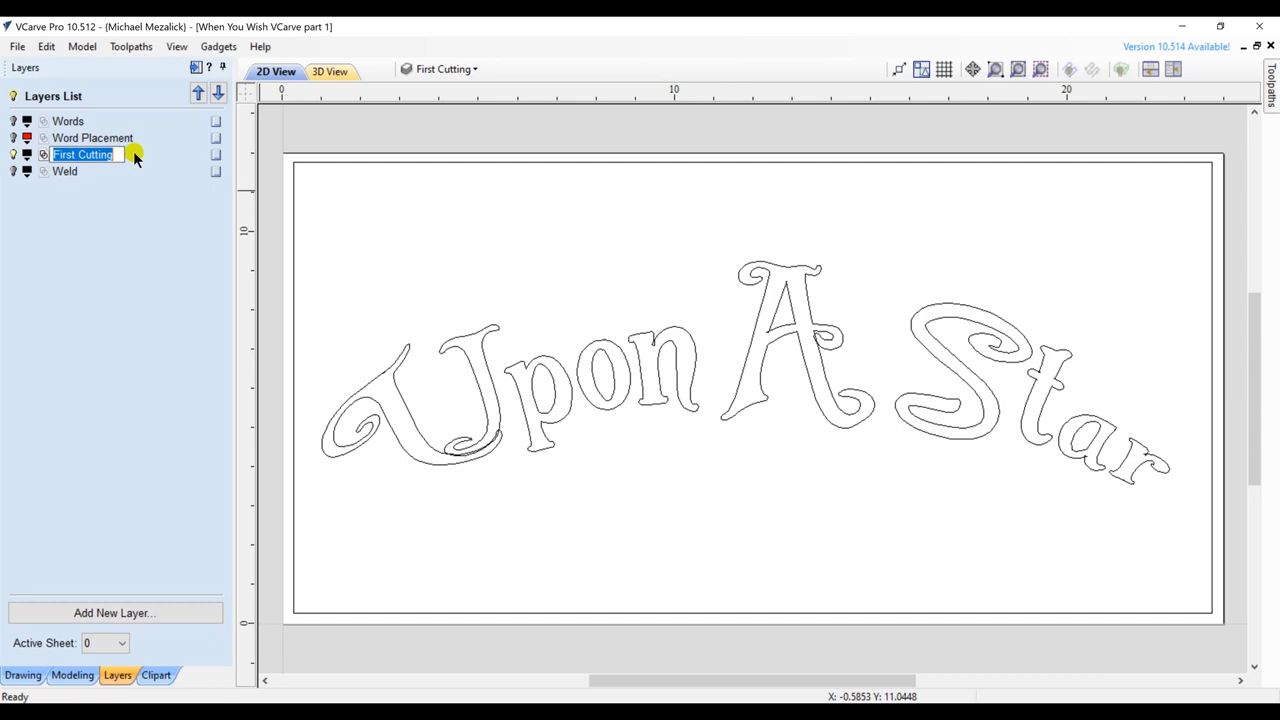 VCarve Pro 10.512 - (Michael Mezalick) - [When You Wish VCarve part 1]
File Edit Model Toolpaths View Gadgets Help
Version 10.514 Available!
Layers ?
2D View 3D View First Cutting
Toolpaths
Layers List
0 10 20
Words
Word Placement
First Cutting
Weld
10
Upon A Star
0
Add New Layer...
Active Sheet: 0
Drawing Modeling Layers Clipart
Ready X: -0.5853 Y: 11.0448